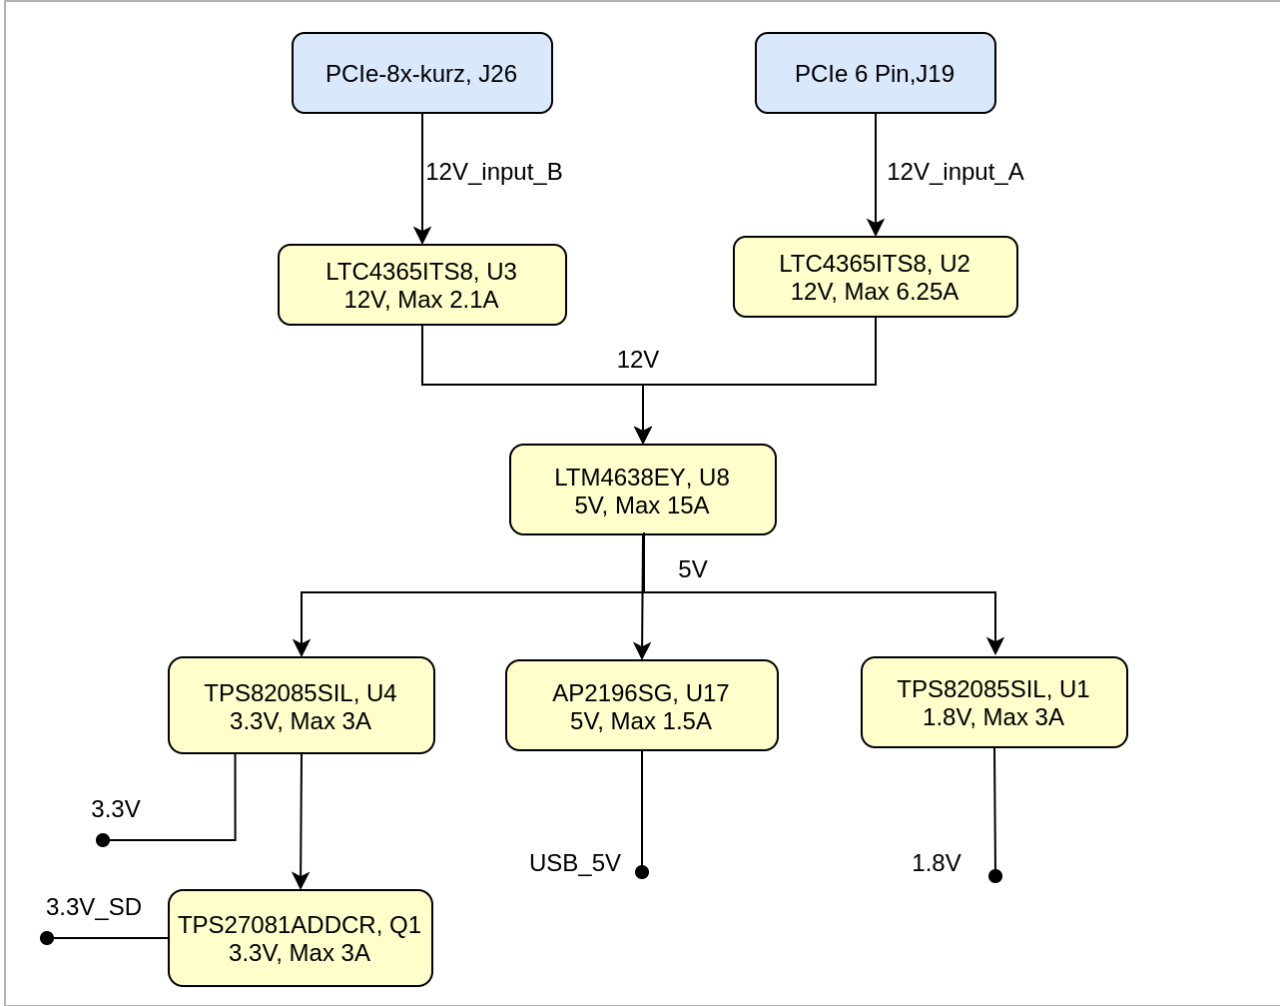 PCIe-8x-kurz, J26
PCIe 6 Pin,J19
12V_input_B
12V_input_A
LTC4365ITS8, U3
12V, Max 2.1A
LTC4365ITS8, U2
12V, Max 6.25A
12V
LTM4638EY, U8
5V, Max 15A
5V
TPS82085SIL, U4
3.3V, Max 3A
AP2196SG, U17
5V, Max 1.5A
TPS82085SIL, U1
1.8V, Max 3A
3.3V
USB_5V
1.8V
3.3V_SD
TPS27081ADDCR, Q1
3.3V, Max 3A